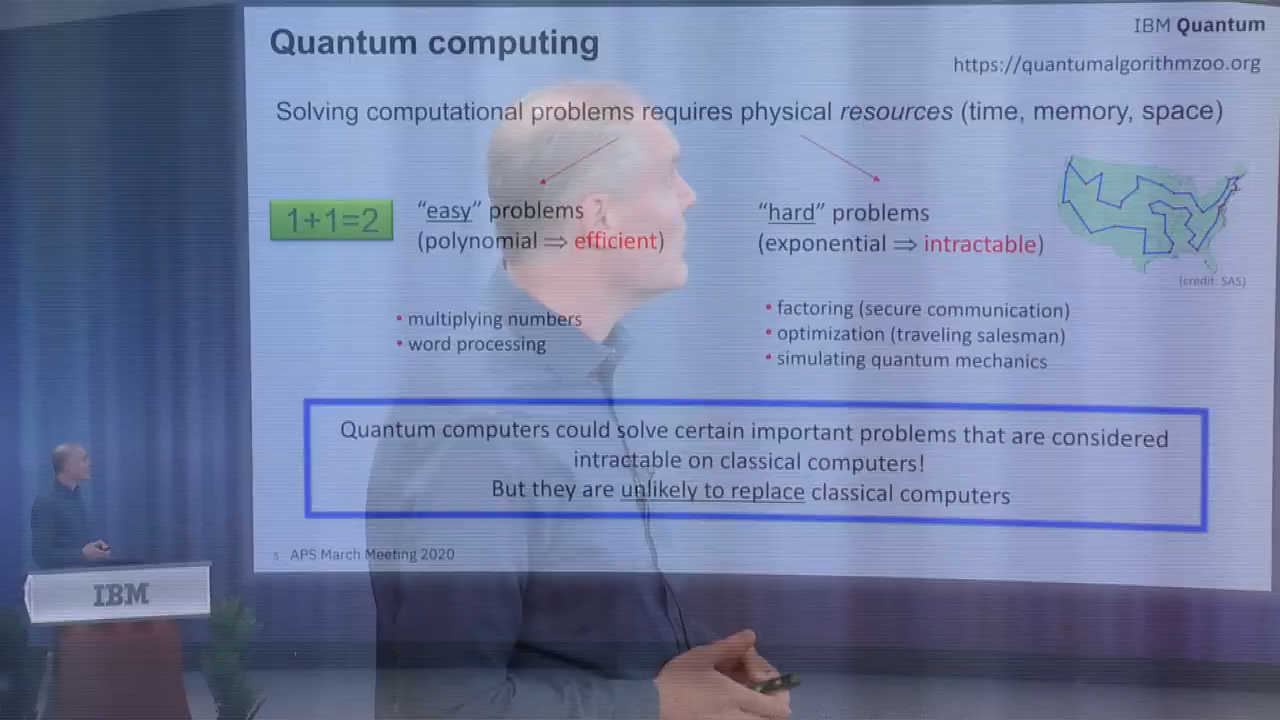 Quantum computing
IBM Quantum
https://quantumalgorithmzoo.org
Solving computational problems requires physical resources (time, memory, space)
1+1=2
“easy” problems
(polynomial ⇒ efficient)
“hard” problems
(exponential ⇒ intractable)
(credit: SAS)
• multiplying numbers
• word processing
• factoring (secure communication)
• optimization (traveling salesman)
• simulating quantum mechanics
Quantum computers could solve certain important problems that are considered
intractable on classical computers!
But they are unlikely to replace classical computers
5 APS March Meeting 2020
IBM